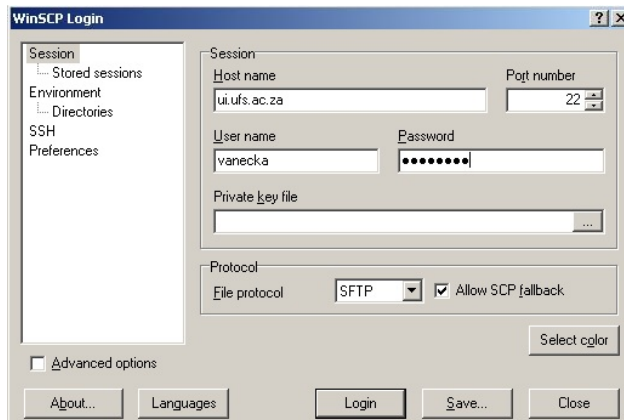 WinSCP Login
Session
Stored sessions
Environment
Directories
SSH
Preferences
Session
Host name
Port number
ui.ufs.ac.za
22
User name
Password
vanecka
●●●●●●●●
Private key file
...
Protocol
File protocol
SFTP
Allow SCP fallback
Select color
Advanced options
About...
Languages
Login
Save...
Close